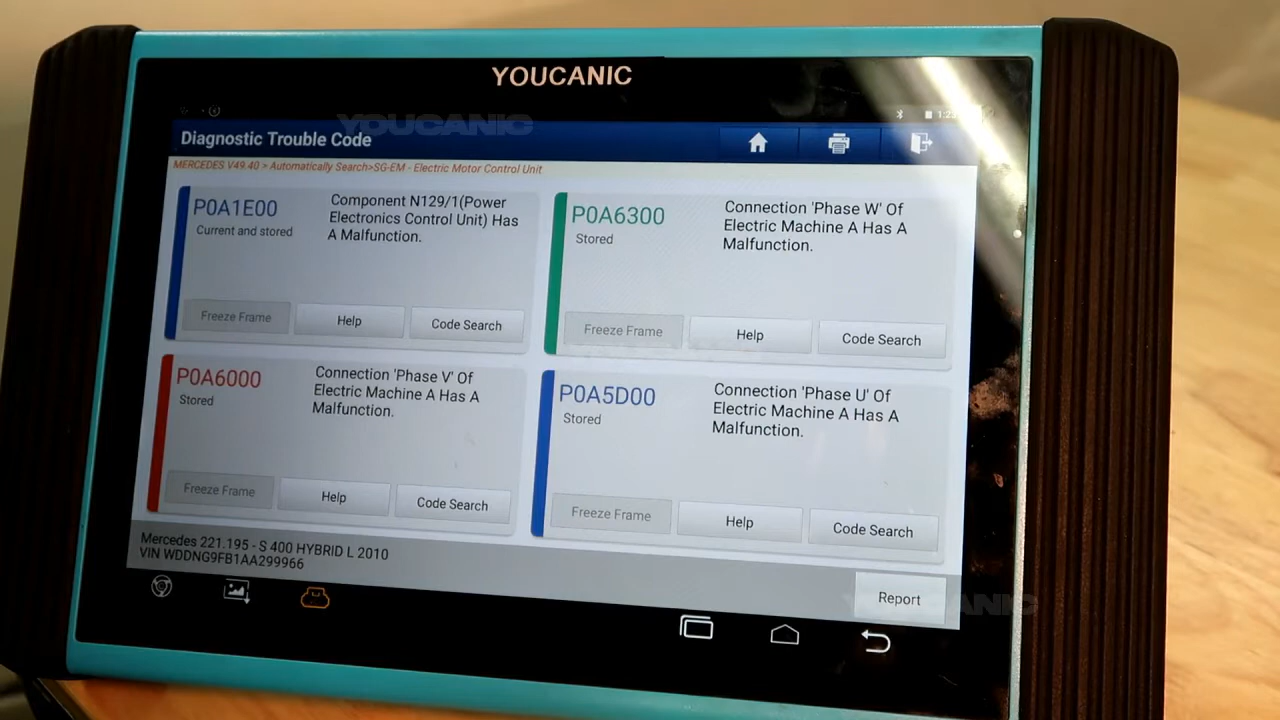 YOUCANIC
YOUCANIC
Diagnostic Trouble Code
MERCEDES V49.40 > Automatically Search>SG-EM - Electric Motor Control Unit
P0A1E00
Current and stored
Component N129/1(Power
Electronics Control Unit) Has
A Malfunction.
Freeze Frame
Help
Code Search
P0A6300
Stored
Connection 'Phase W' Of
Electric Machine A Has A
Malfunction.
Freeze Frame
Help
Code Search
P0A6000
Stored
Connection 'Phase V' Of
Electric Machine A Has A
Malfunction.
Freeze Frame
Help
Code Search
P0A5D00
Stored
Connection 'Phase U' Of
Electric Machine A Has A
Malfunction.
Freeze Frame
Help
Code Search
Mercedes 221.195 - S 400 HYBRID L 2010
VIN WDDNG9FB1AA299966
Report